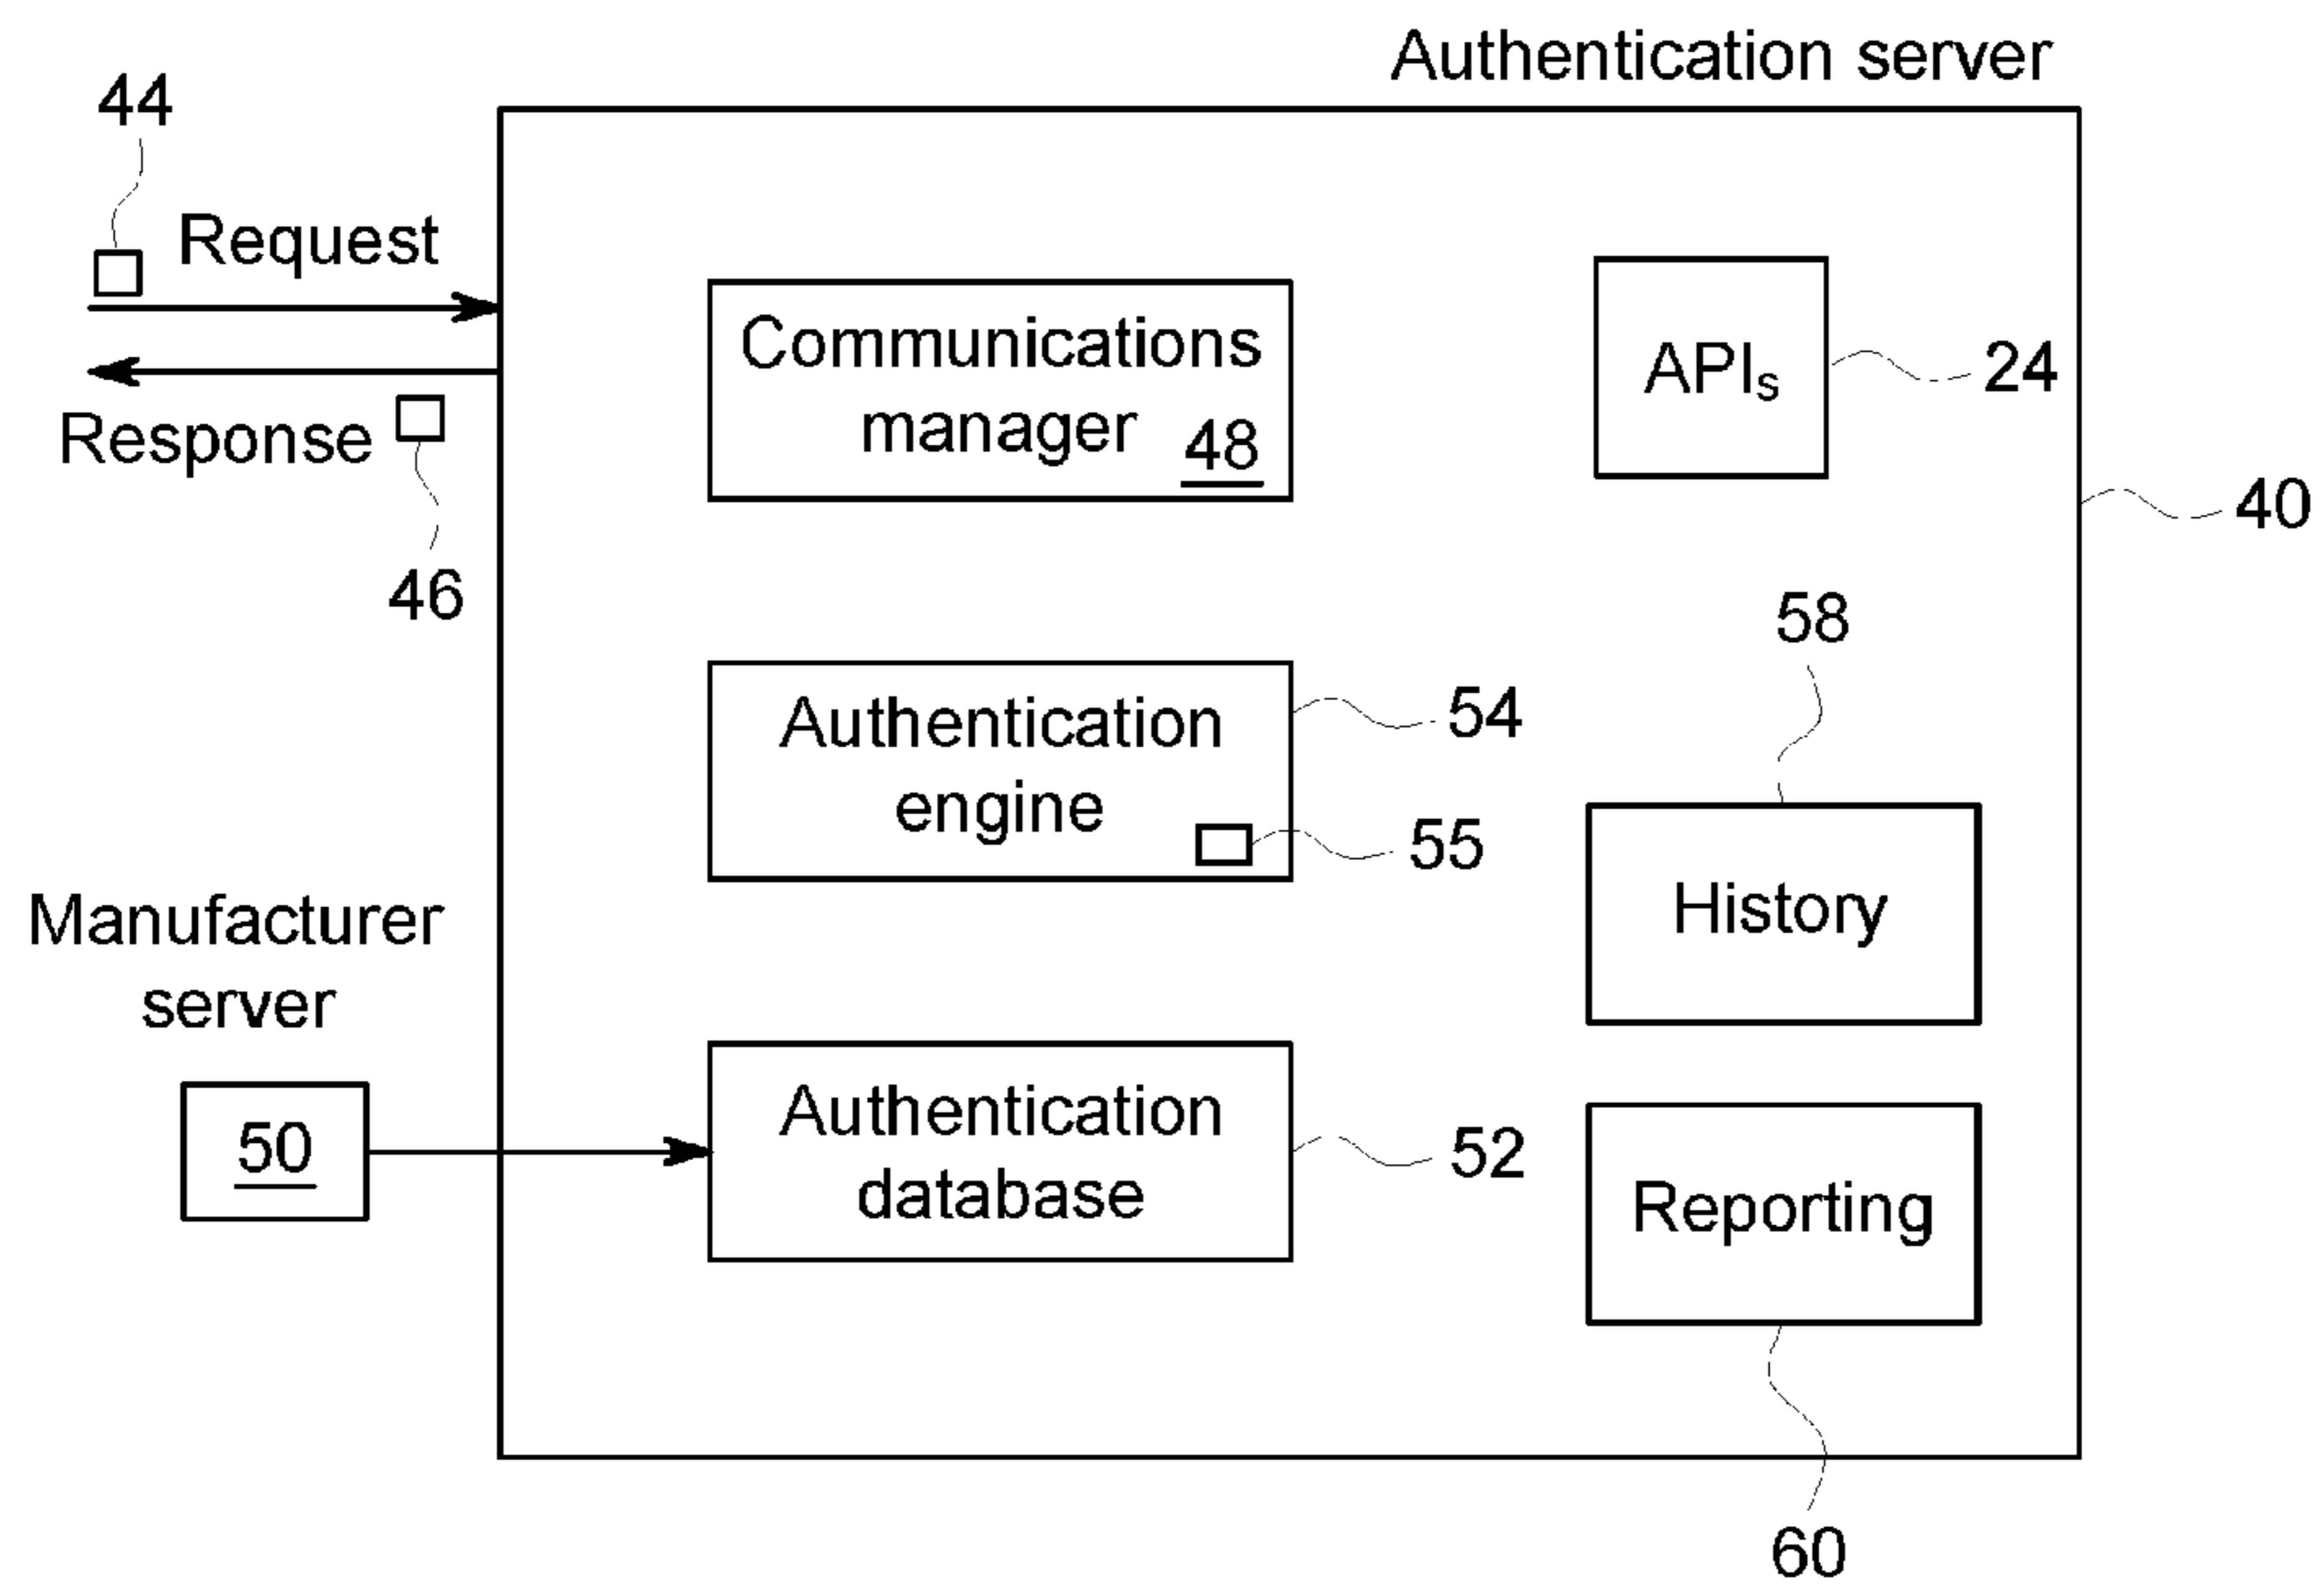 Authentication server
44
Request
Response
46
Communications
manager
48
APIs
24
40
58
Authentication
engine
54
55
History
Manufacturer
server
50
Authentication
database
52
Reporting
60